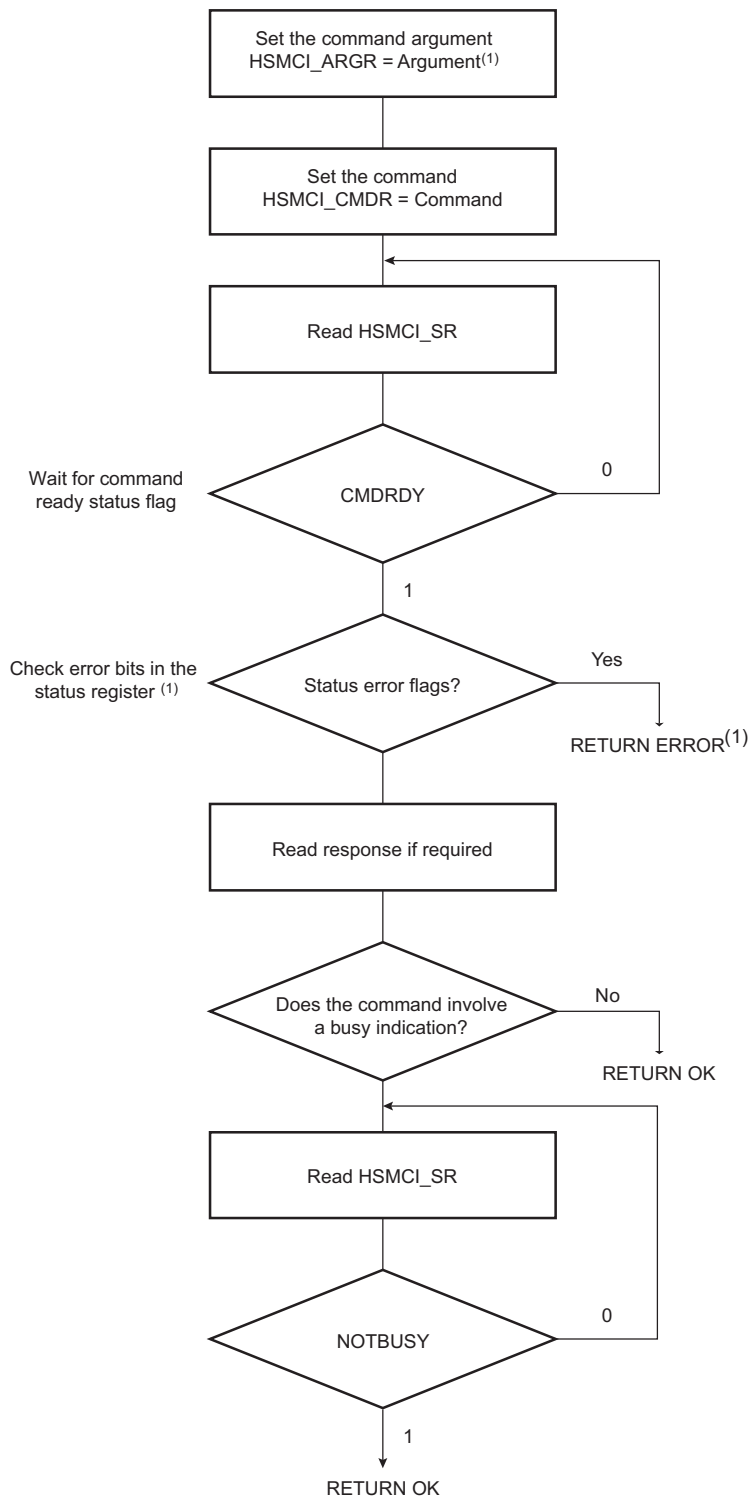 Set the command argument
HSMCI_ARGR = Argument(1)
Set the command
HSMCI_CMDR = Command
Read HSMCI_SR
Wait for command
ready status flag
CMDRDY
0
1
Check error bits in the
status register (1)
Status error flags?
Yes
RETURN ERROR(1)
Read response if required
Does the command involve
a busy indication?
No
RETURN OK
Read HSMCI_SR
NOTBUSY
0
1
RETURN OK